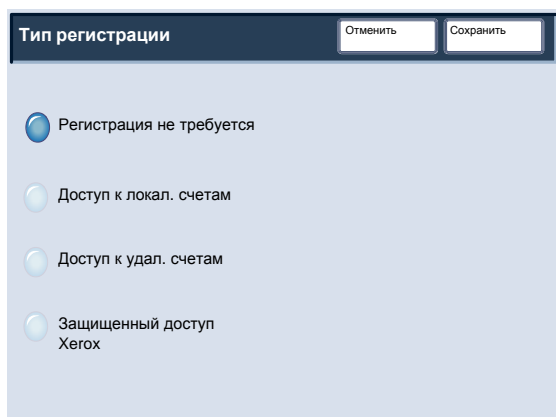 Тип регистрации
Отменить
Сохранить
Регистрация не требуется
Доступ к локал. счетам
Доступ к удал. счетам
Защищенный доступ
Xerox